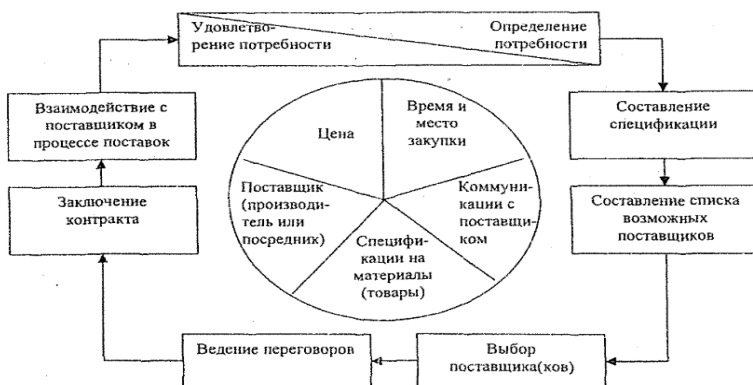 Удовлетво-
рение потребности
Определение
потребности
Взаимодействие с
поставщиком в
процессе поставок
Цена
Время и
место
закупки
Составление
спецификации
Заключение
контракта
Поставщик
(производи-
тель или
посредник)
Коммуни-
кации с
поставщи-
ком
Составление списка
возможных
поставщиков
Специфи-
кации на
материалы
(товары)
Ведение переговоров
Выбор
поставщика(ков)